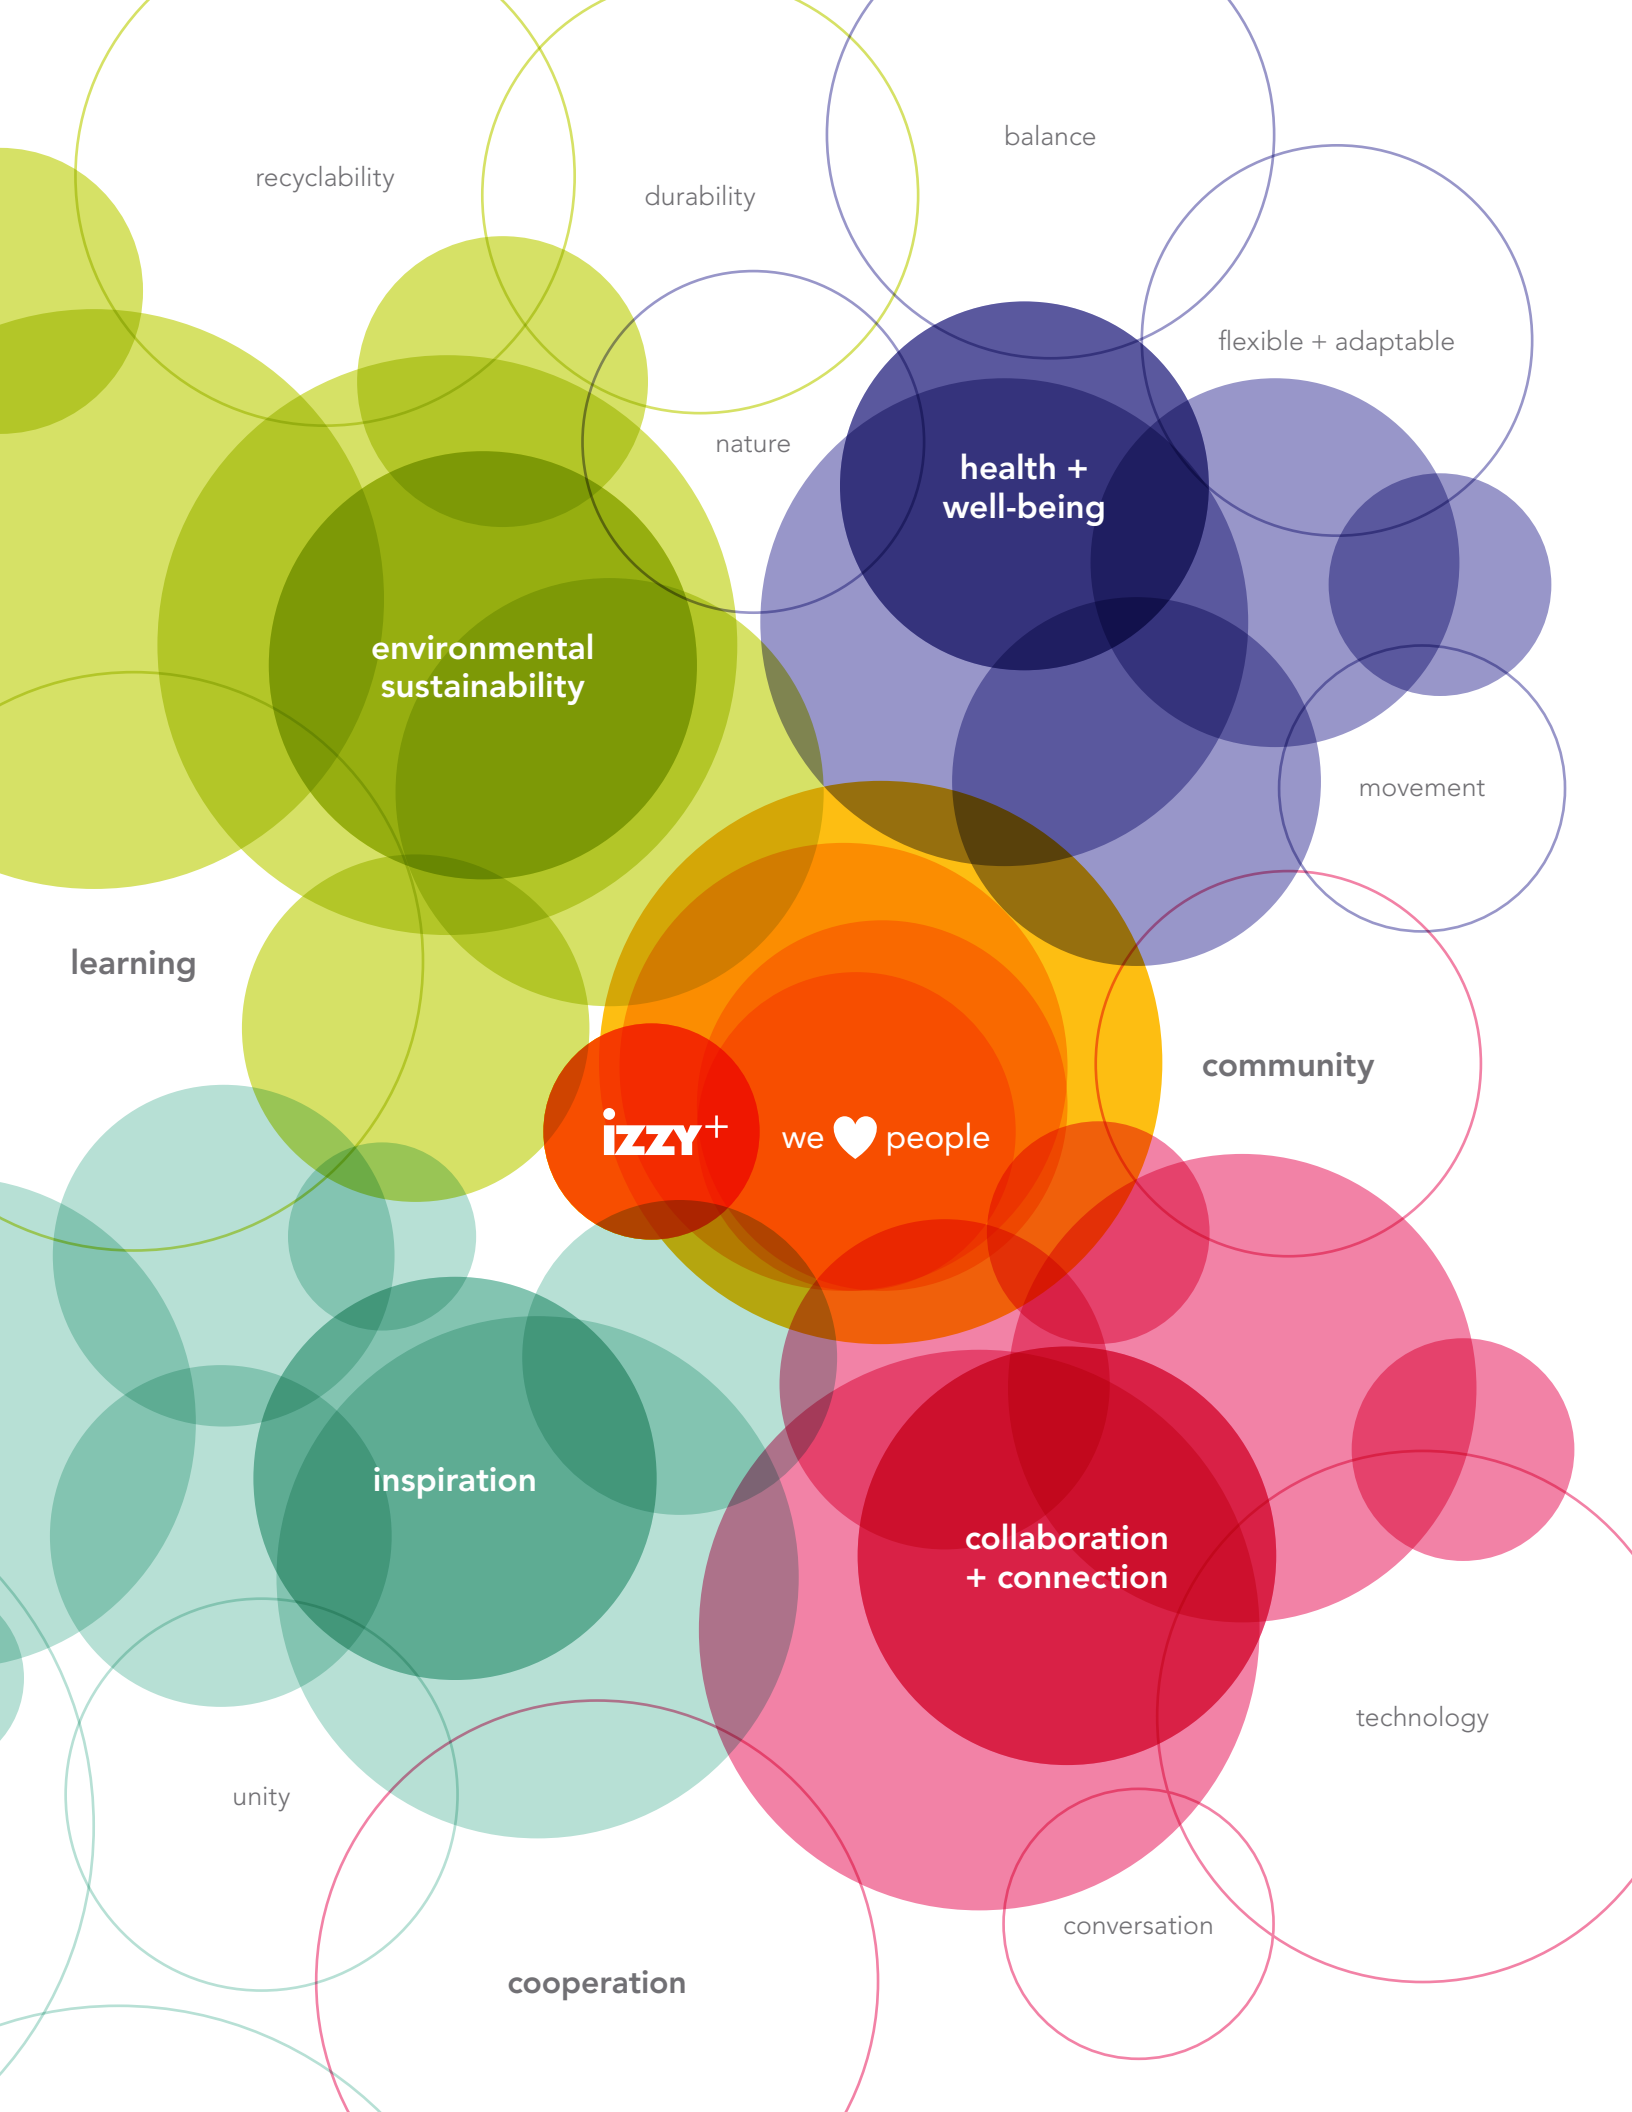 balance
recyclability
durability
flexible + adaptable
nature
health +
well-being
environmental
sustainability
movement
learning
community
izzy+
we ♥ people
inspiration
collaboration
+ connection
technology
unity
conversation
cooperation